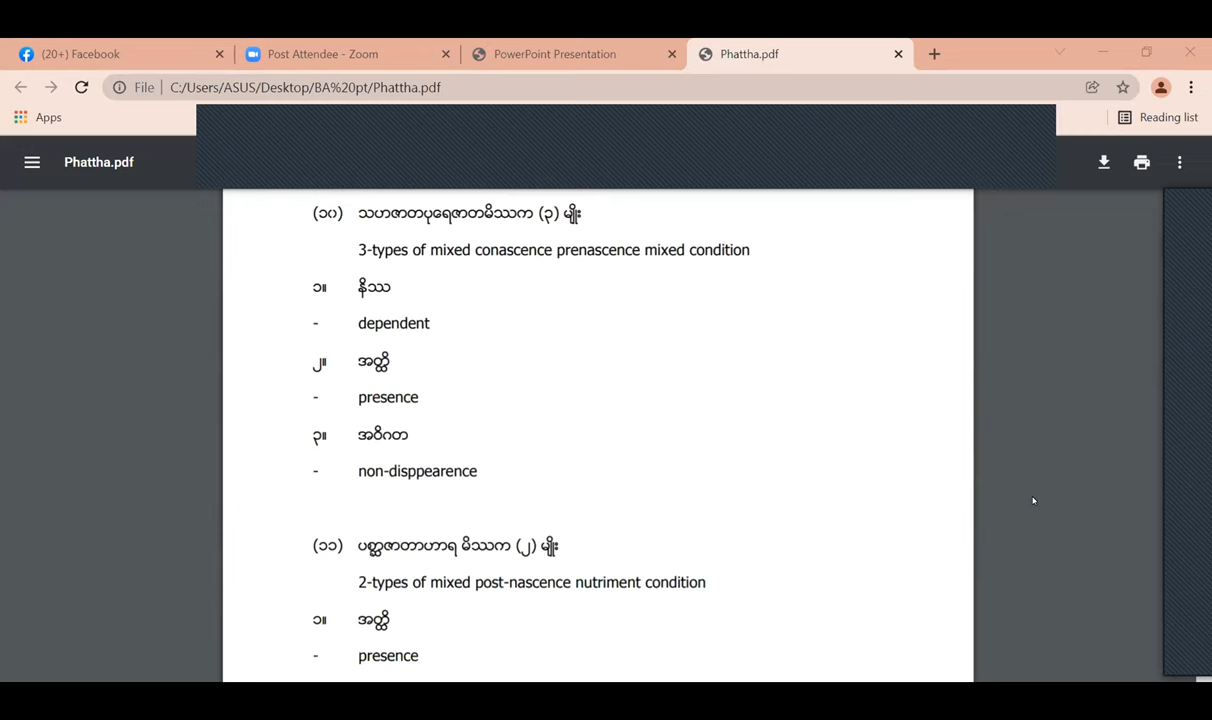 (20+) Facebook
Post Attendee - Zoom
PowerPoint Presentation
Phattha.pdf
File
C:/Users/ASUS/Desktop/BA%20pt/Phattha.pdf
Apps
Reading list
Phattha.pdf
(၁၀) သဟဇာတပုရေဇာတမိဿက (၃) မျိုး
3-types of mixed conascence prenascence mixed condition
၁။ နိဿ
- dependent
၂။ အတ္ထိ
- presence
၃။ အဝိဂတ
- non-disppearence
(၁၁) ပစ္ဆာဇာတာဟာရ မိဿက (၂) မျိုး
2-types of mixed post-nascence nutriment condition
၁။ အတ္ထိ
- presence